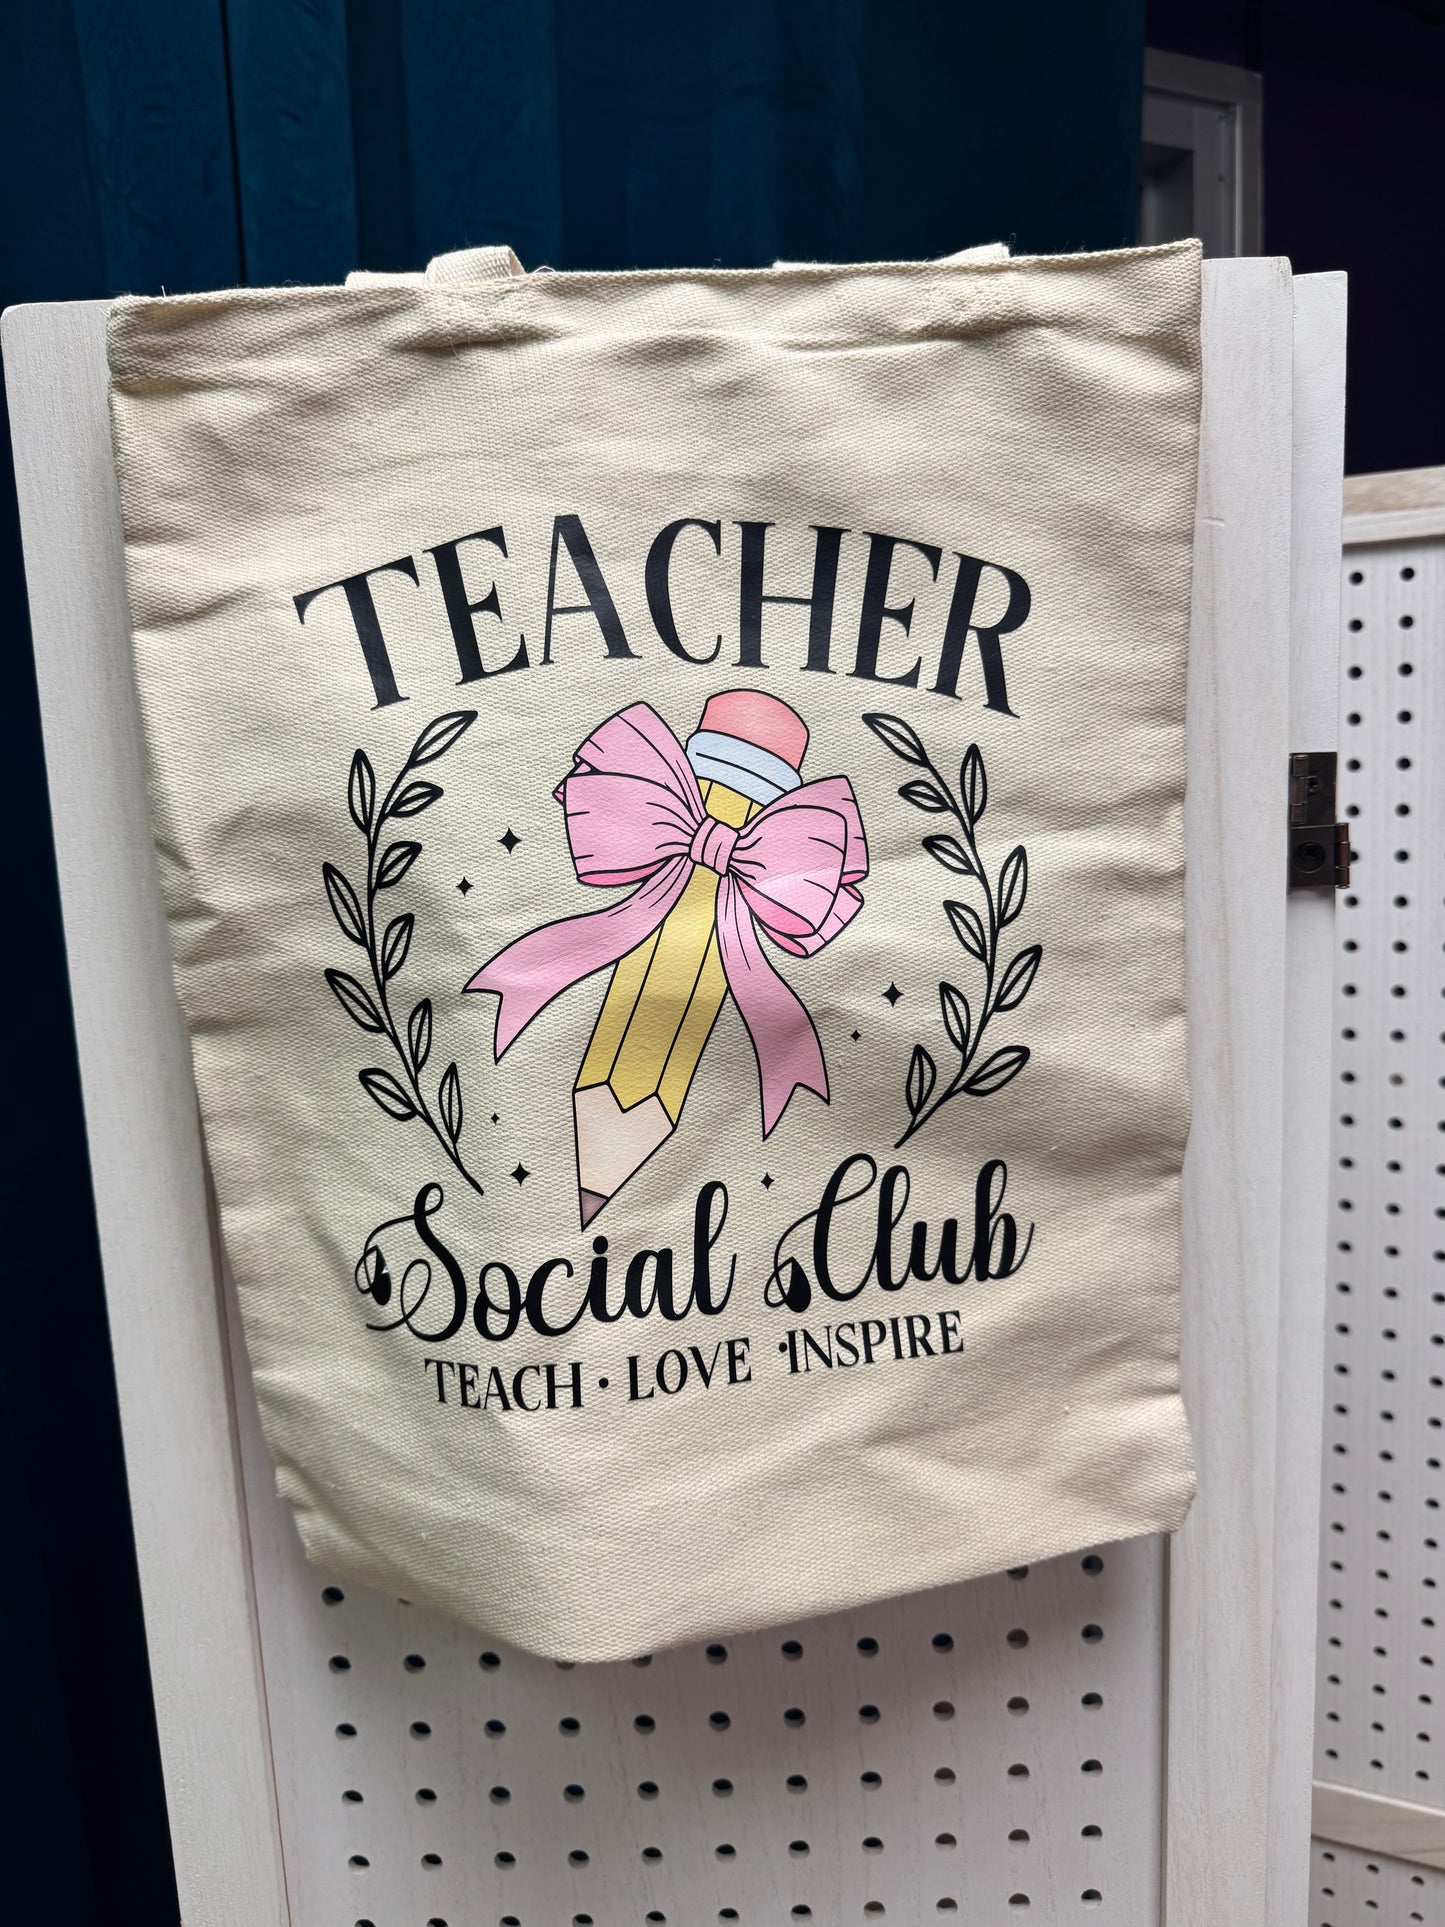 TEACHER
Social Club
TEACH · LOVE · INSPIRE